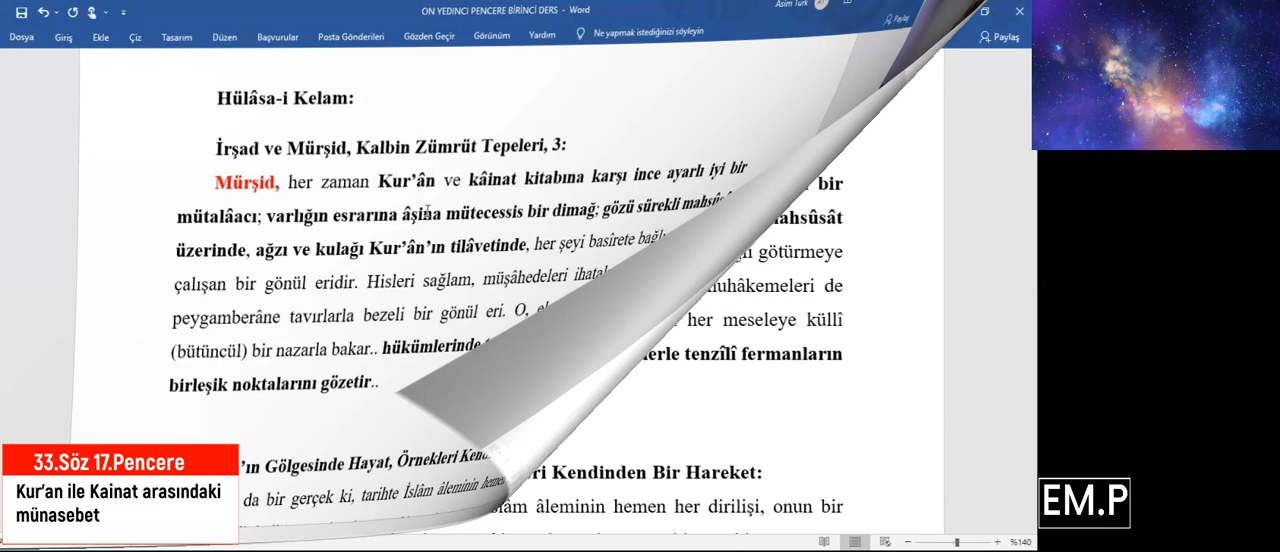 ON YEDINCI PENCERE BİRİNCİ DERS - Word
Asim Türk
Dosya Giriş Ekle Çiz Tasarım Düzen Başvurular Posta Gönderileri Gözden Geçir Görünüm Yardım Ne yapmak istediğinizi söyleyin
Paylaş
Paylaş
Hülâsa-i Kelam:
İrşad ve Mürşid, Kalbin Zümrüt Tepeleri, 3:
Mürşid, her zaman Kur'ân ve kâinat kitabına karşı ince ayarlı iyi bir bir
mütalâacı; varlığın esrarına âşina mütecessis bir dimağ; gözü sürekli
üzerinde, ağzı ve kulağı Kur'ân'ın tilâvetinde, her şeyi basîrete götürmeye
çalışan bir gönül eridir. Hisleri sağlam, müşâhedeleri de
peygamberâne tavırlarla bezeli bir gönül eri. O, her meseleye küllî
(bütüncül) bir nazarla bakar.. hükümlerinde tenzîlî fermanların
birleşik noktalarını gözetir..
'ın Gölgesinde Hayat, Örnekleri Kendinden Bir Hareket:
da bir gerçek ki, tarihte İslâm âleminin âleminin hemen her dirilişi, onun bir
33.Söz 17.Pencere
Kur'an ile Kainat arasındaki
münasebet
EM.P
%140